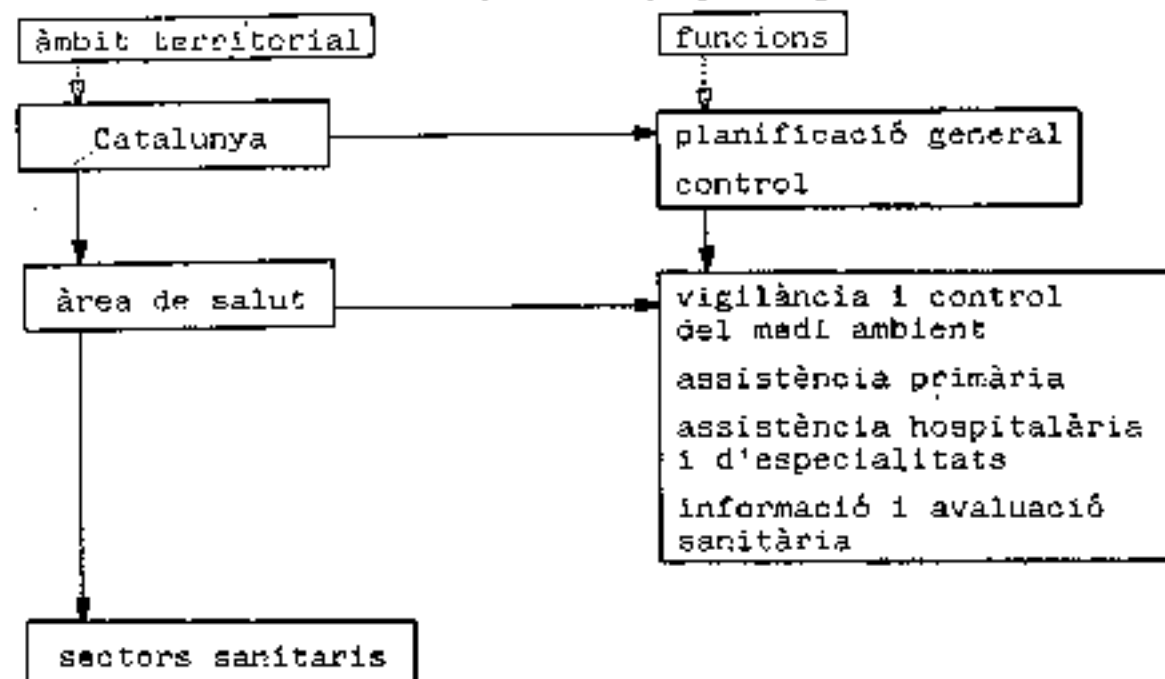 àmbit territorial
funcions
Catalunya
planificació general
control
àrea de salut
vigilància i control
del medi ambient
assistència primària
assistència hospitalària
i d'especialitats
informació i avaluació
sanitària
sectors sanitaris